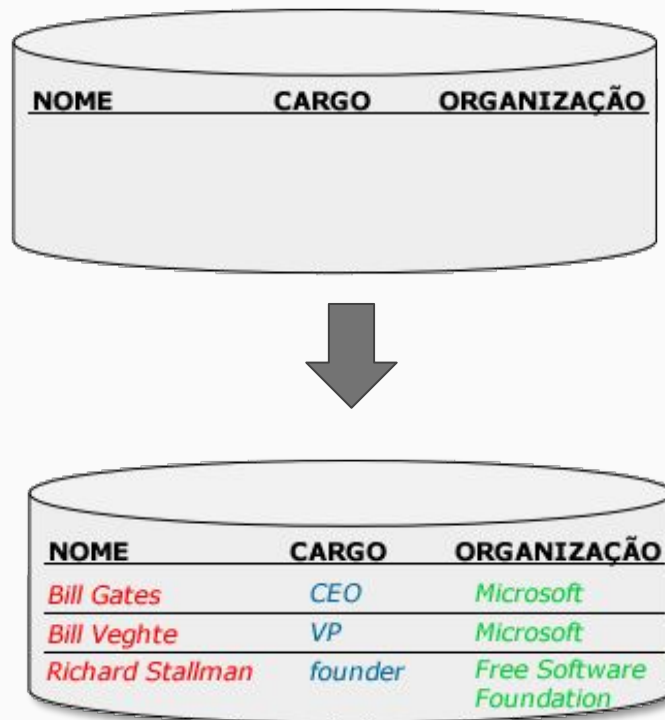 NOME CARGO ORGANIZAÇÃO
NOME CARGO ORGANIZAÇÃO
Bill Gates CEO Microsoft
Bill Veghte VP Microsoft
Richard Stallman founder Free Software
Foundation